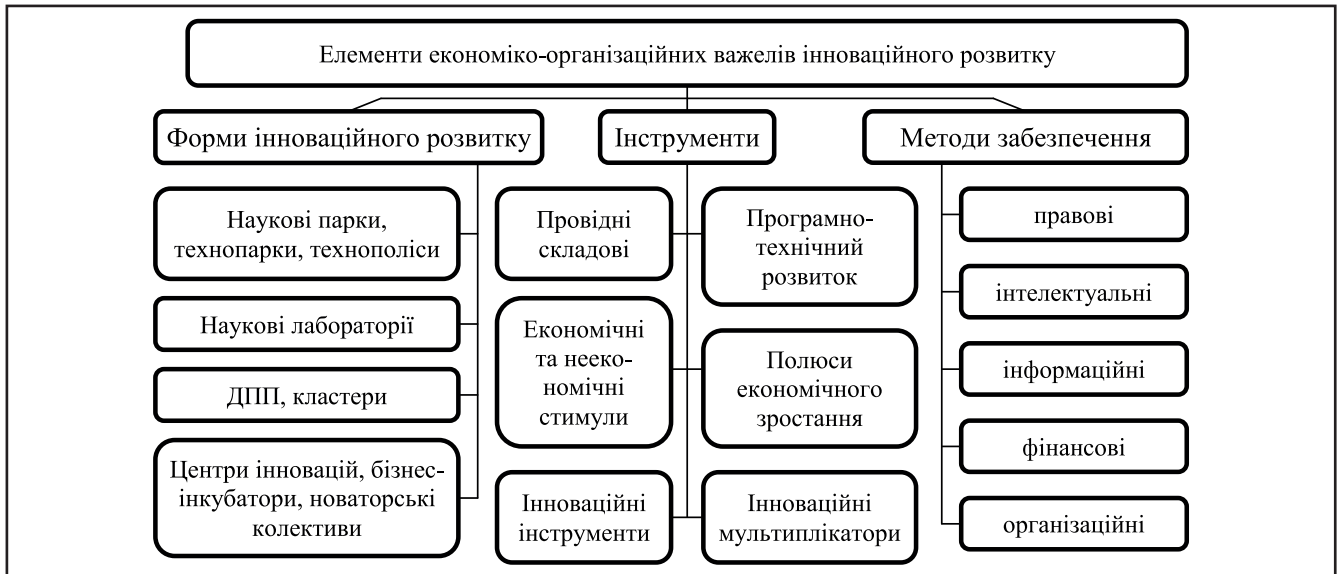 Елементи економіко-організаційних важелів інноваційного розвитку
Форми інноваційного розвитку
Наукові парки,
технопарки, технополіси
Наукові лабораторії
ДПП, кластери
Центри інновацій, бізнес-
інкубатори, новаторські
колективи
Інструменти
Провідні
складові
Програмно-
технічний
розвиток
Економічні
та нееко-
номічні
стимули
Полюси
економічного
зростання
Інноваційні
інструменти
Інноваційні
мультиплікатори
Методи забезпечення
правові
інтелектуальні
інформаційні
фінансові
організаційні